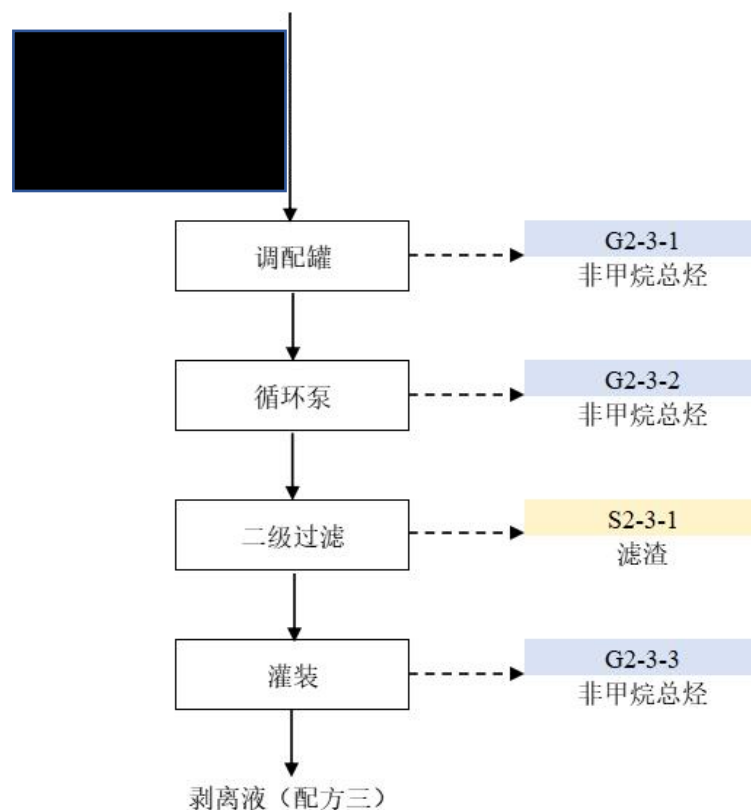 调配罐
G2-3-1
非甲烷总烃
循环泵
G2-3-2
非甲烷总烃
二级过滤
S2-3-1
滤渣
灌装
G2-3-3
非甲烷总烃
剥离液（配方三）